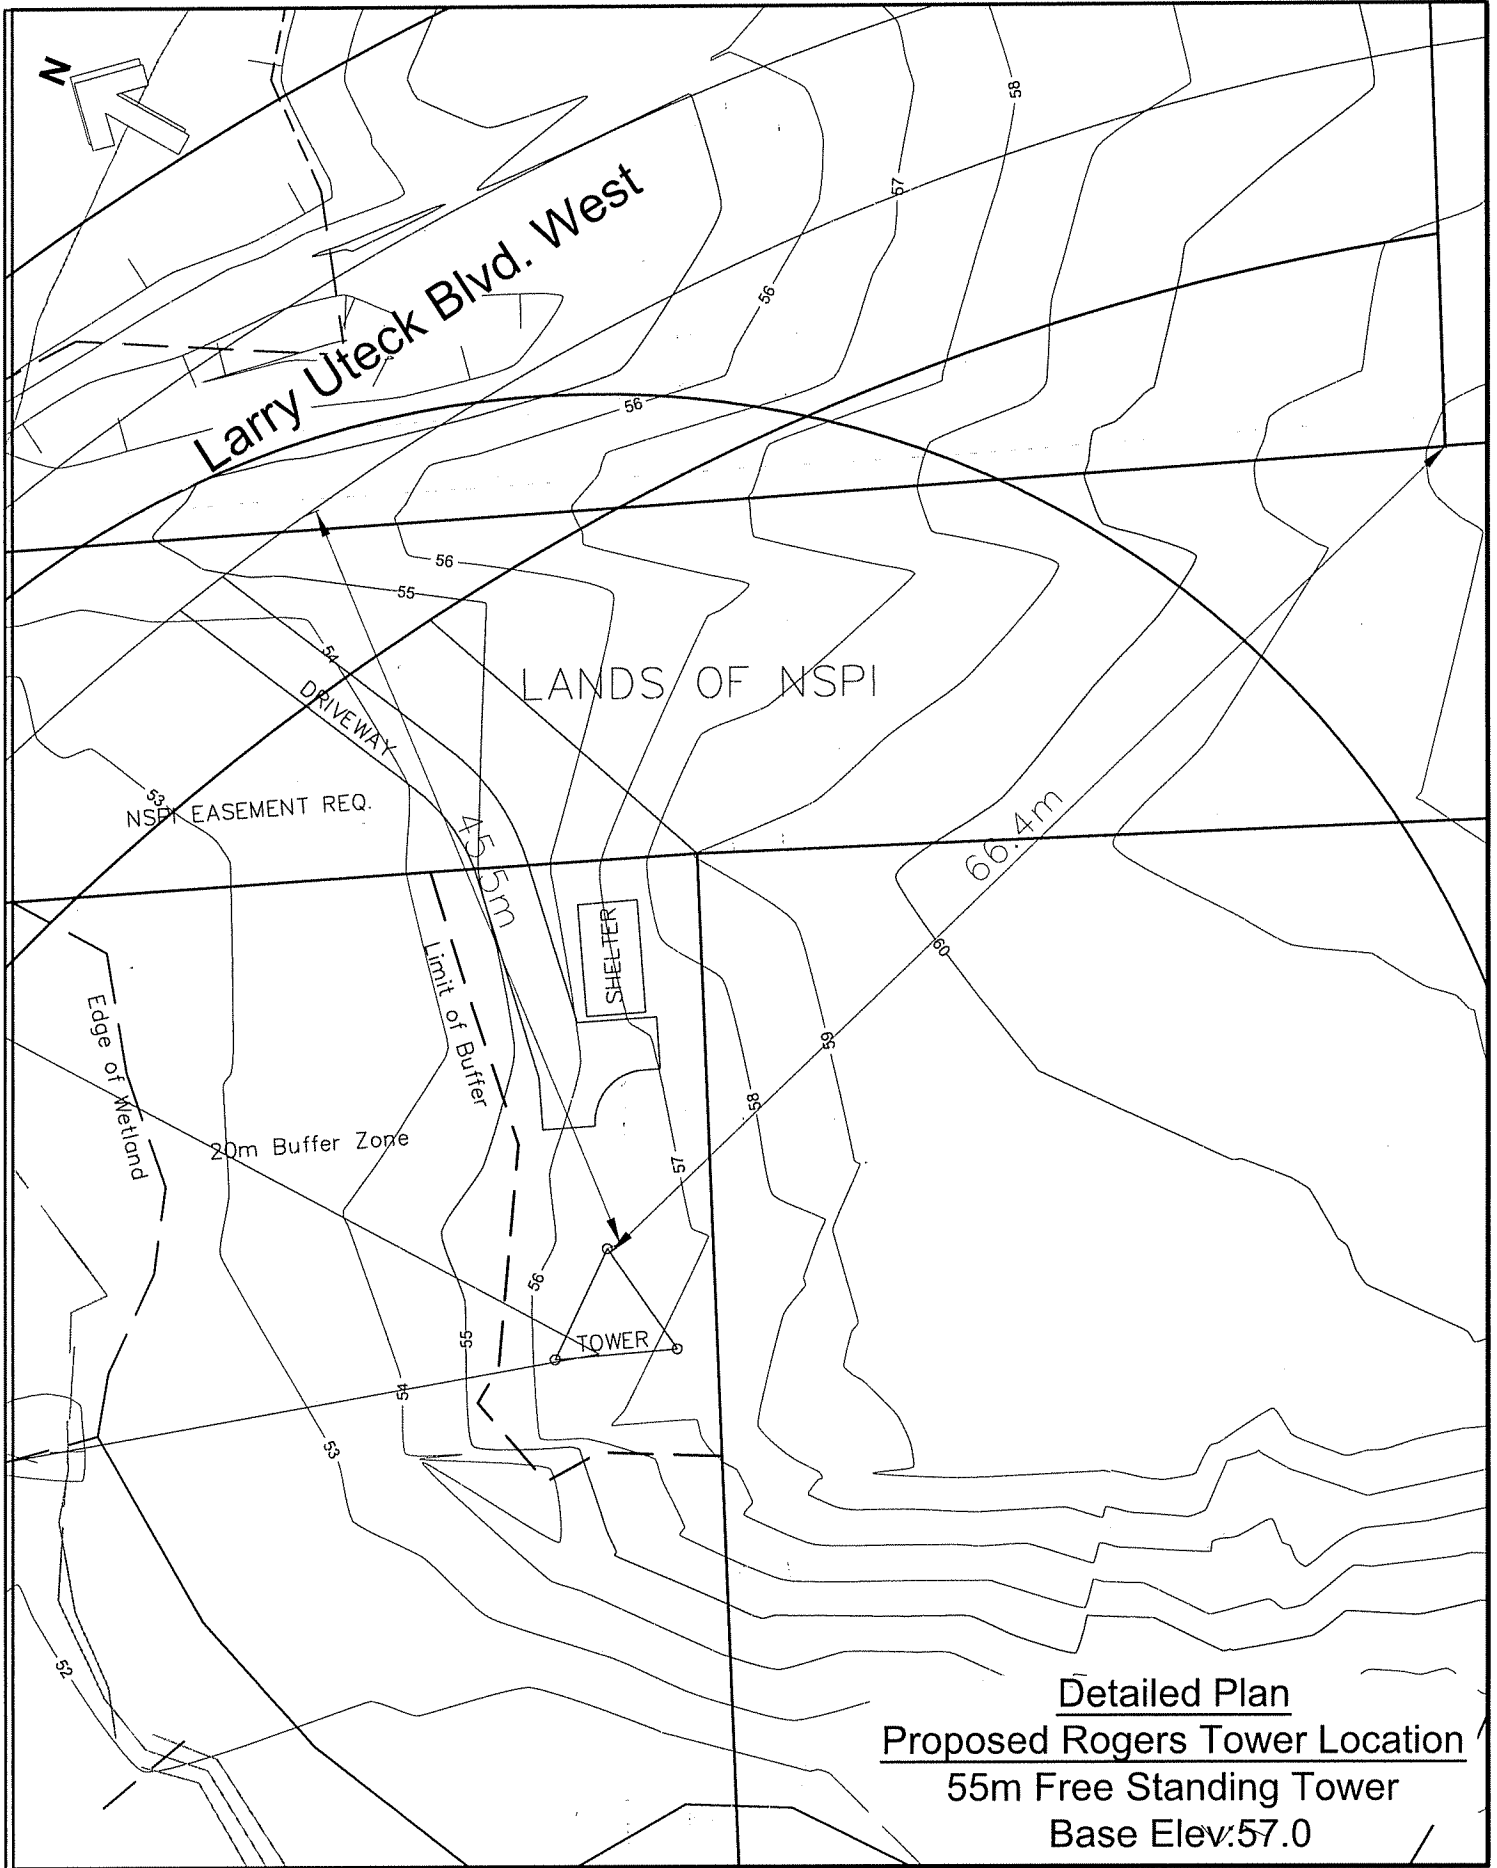 N
58
57
56
Larry Uteck Blvd. West
56
56
55
54
LANDS OF NSPI
DRIVEWAY
53
NSPI EASEMENT REQ.
45.5m
66.4m
SHELTER
60
Limit of Buffer
Edge of Wetland
59
58
20m Buffer Zone
57
56
TOWER
55
54
53
52
Detailed Plan
Proposed Rogers Tower Location
55m Free Standing Tower
Base Elev:57.0